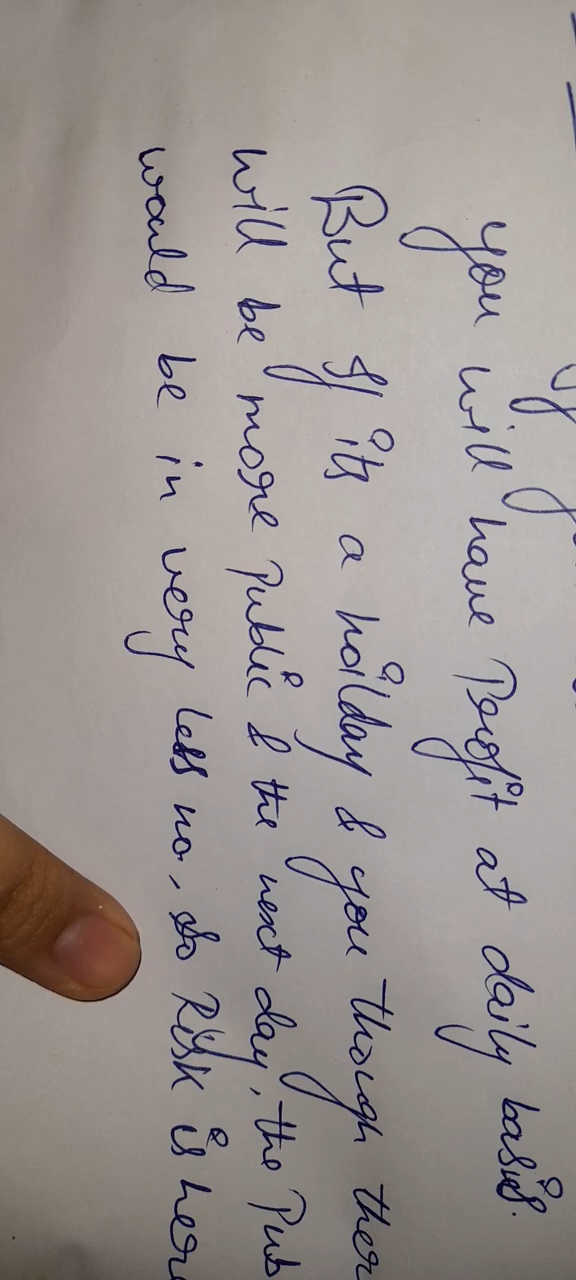 you will have Profit at daily basis.
But If its a hoilday & you though ther
will be more Public & the next day, the Pub
would be in very less no., so Risk is here